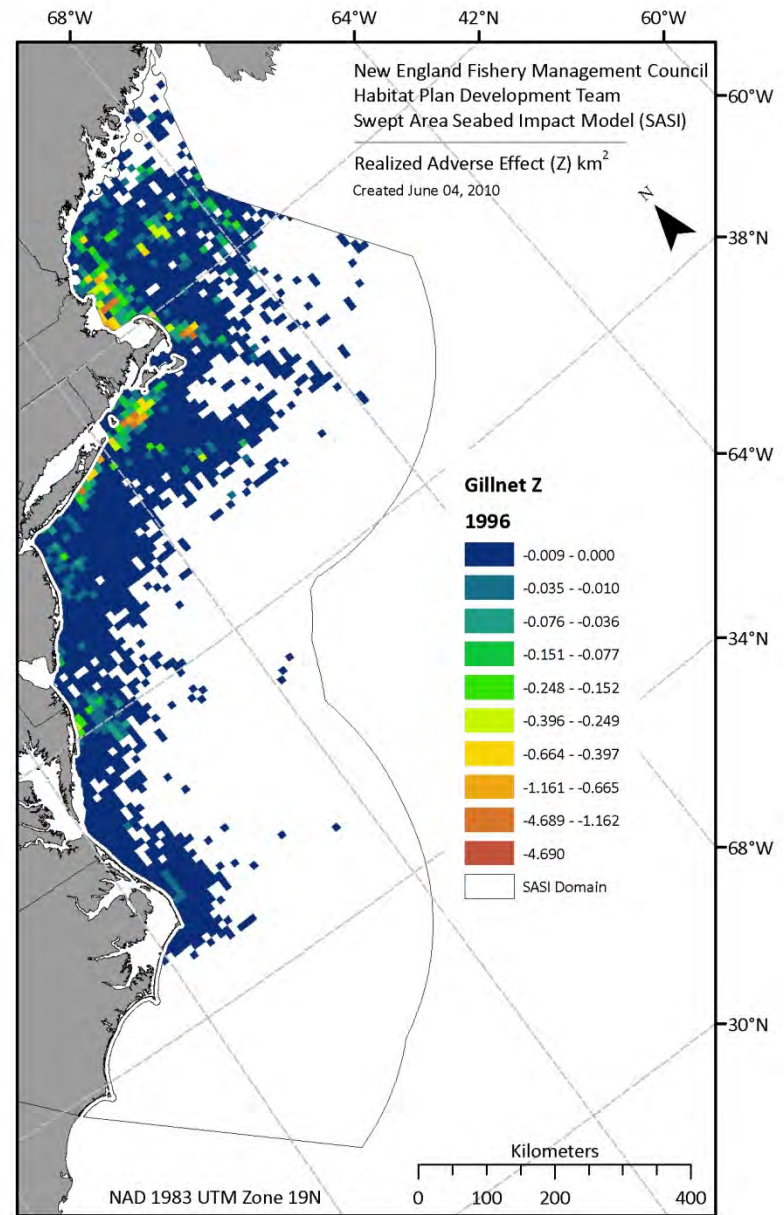 68°W 64°W 42°N 60°W
New England Fishery Management Council
Habitat Plan Development Team
Swept Area Seabed Impact Model (SASI)
Realized Adverse Effect (Z) km²
Created June 04, 2010
N
60°W
38°N
64°W
34°N
68°W
30°N
Gillnet Z
1996
-0.009 - 0.000
-0.035 - -0.010
-0.076 - -0.036
-0.151 - -0.077
-0.248 - -0.152
-0.396 - -0.249
-0.664 - -0.397
-1.161 - -0.665
-4.689 - -1.162
-4.690
SASI Domain
Kilometers
0 100 200 400
NAD 1983 UTM Zone 19N